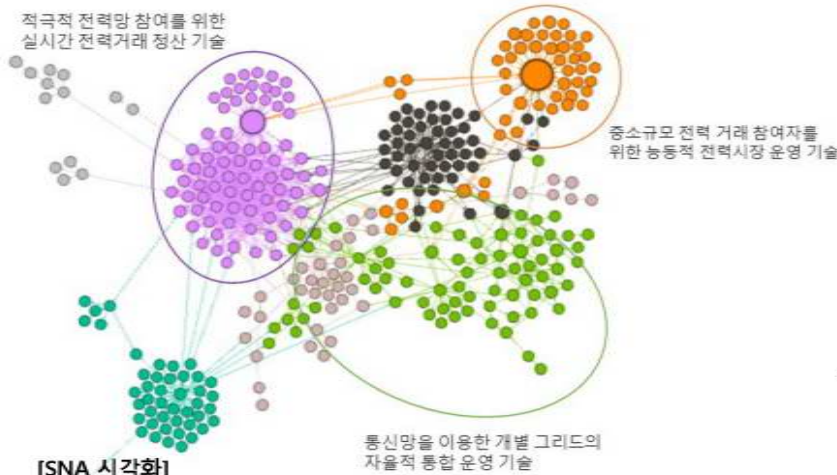 적극적 전력망 참여를 위한
실시간 전력거래 정산 기술
중소규모 전력 거래 참여자를
위한 능동적 전력시장 운영 기술
통신망을 이용한 개별 그리드의
자율적 통합 운영 기술
[SNA 시각화]